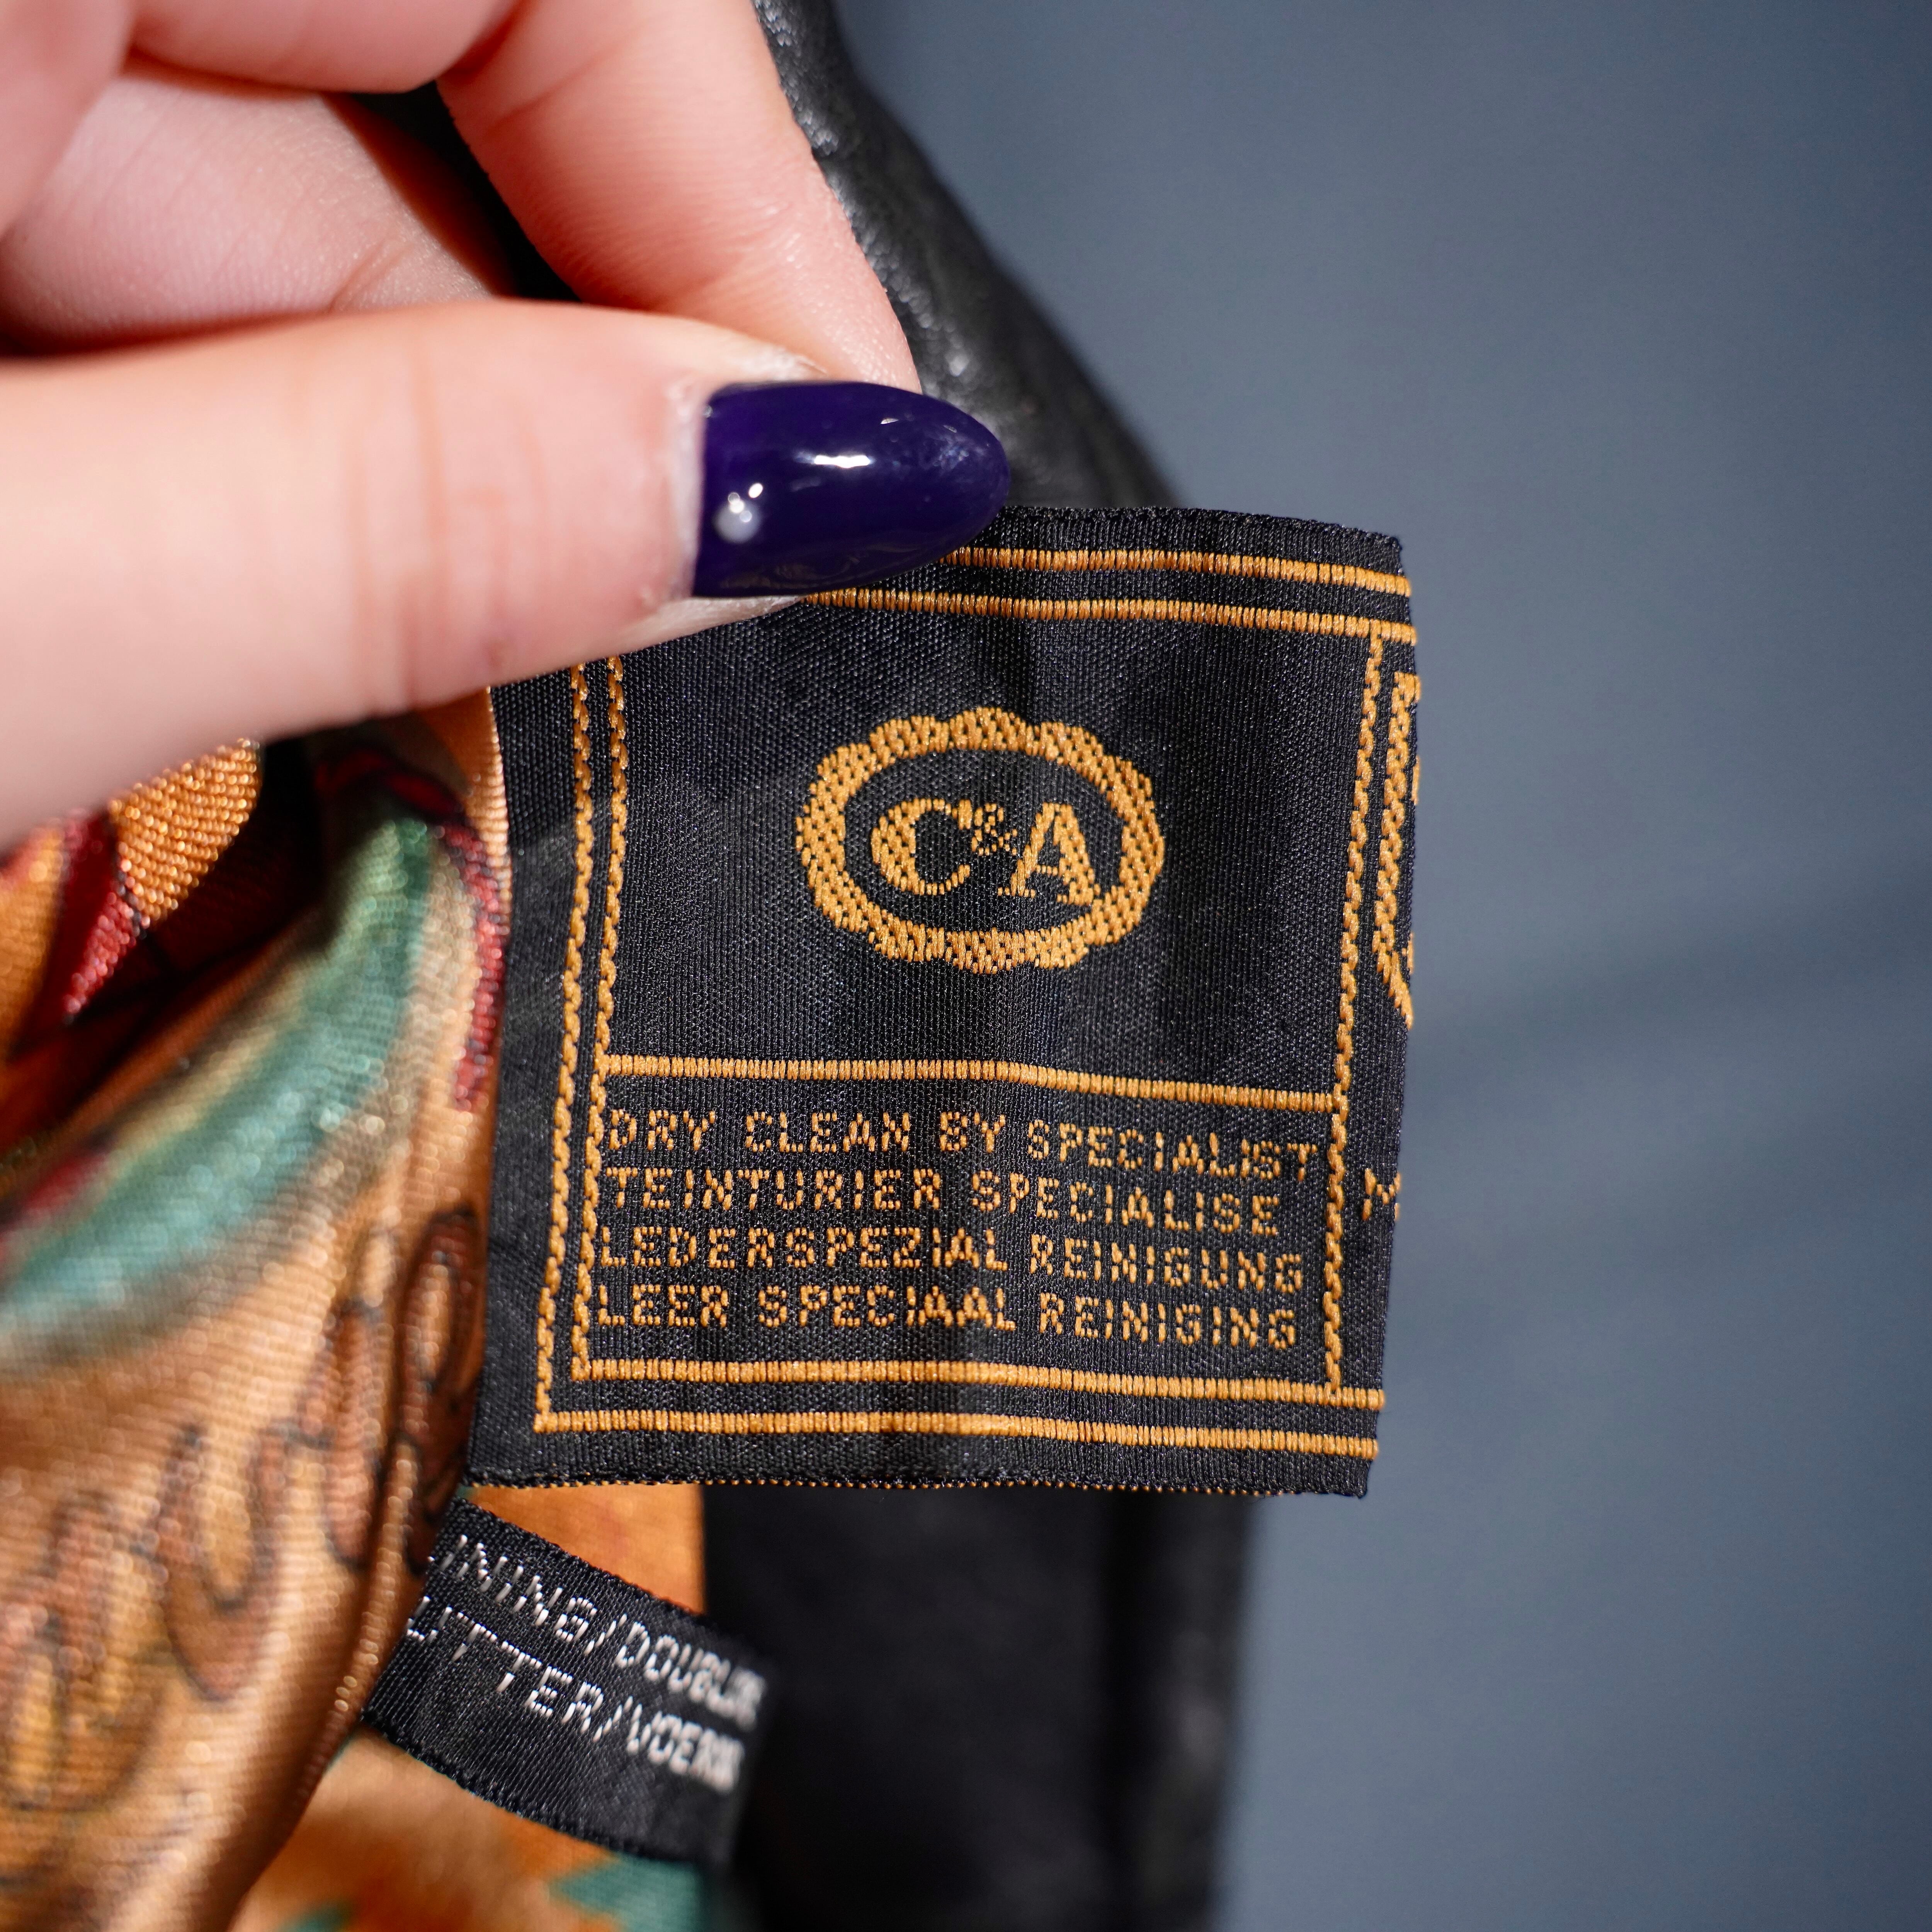 C&A
DRY CLEAN BY SPECIALIST
TEINTURIER SPECIALISE
LEDERSPEZIAL REINIGUNG
LEER SPECIAAL REINIGING
M